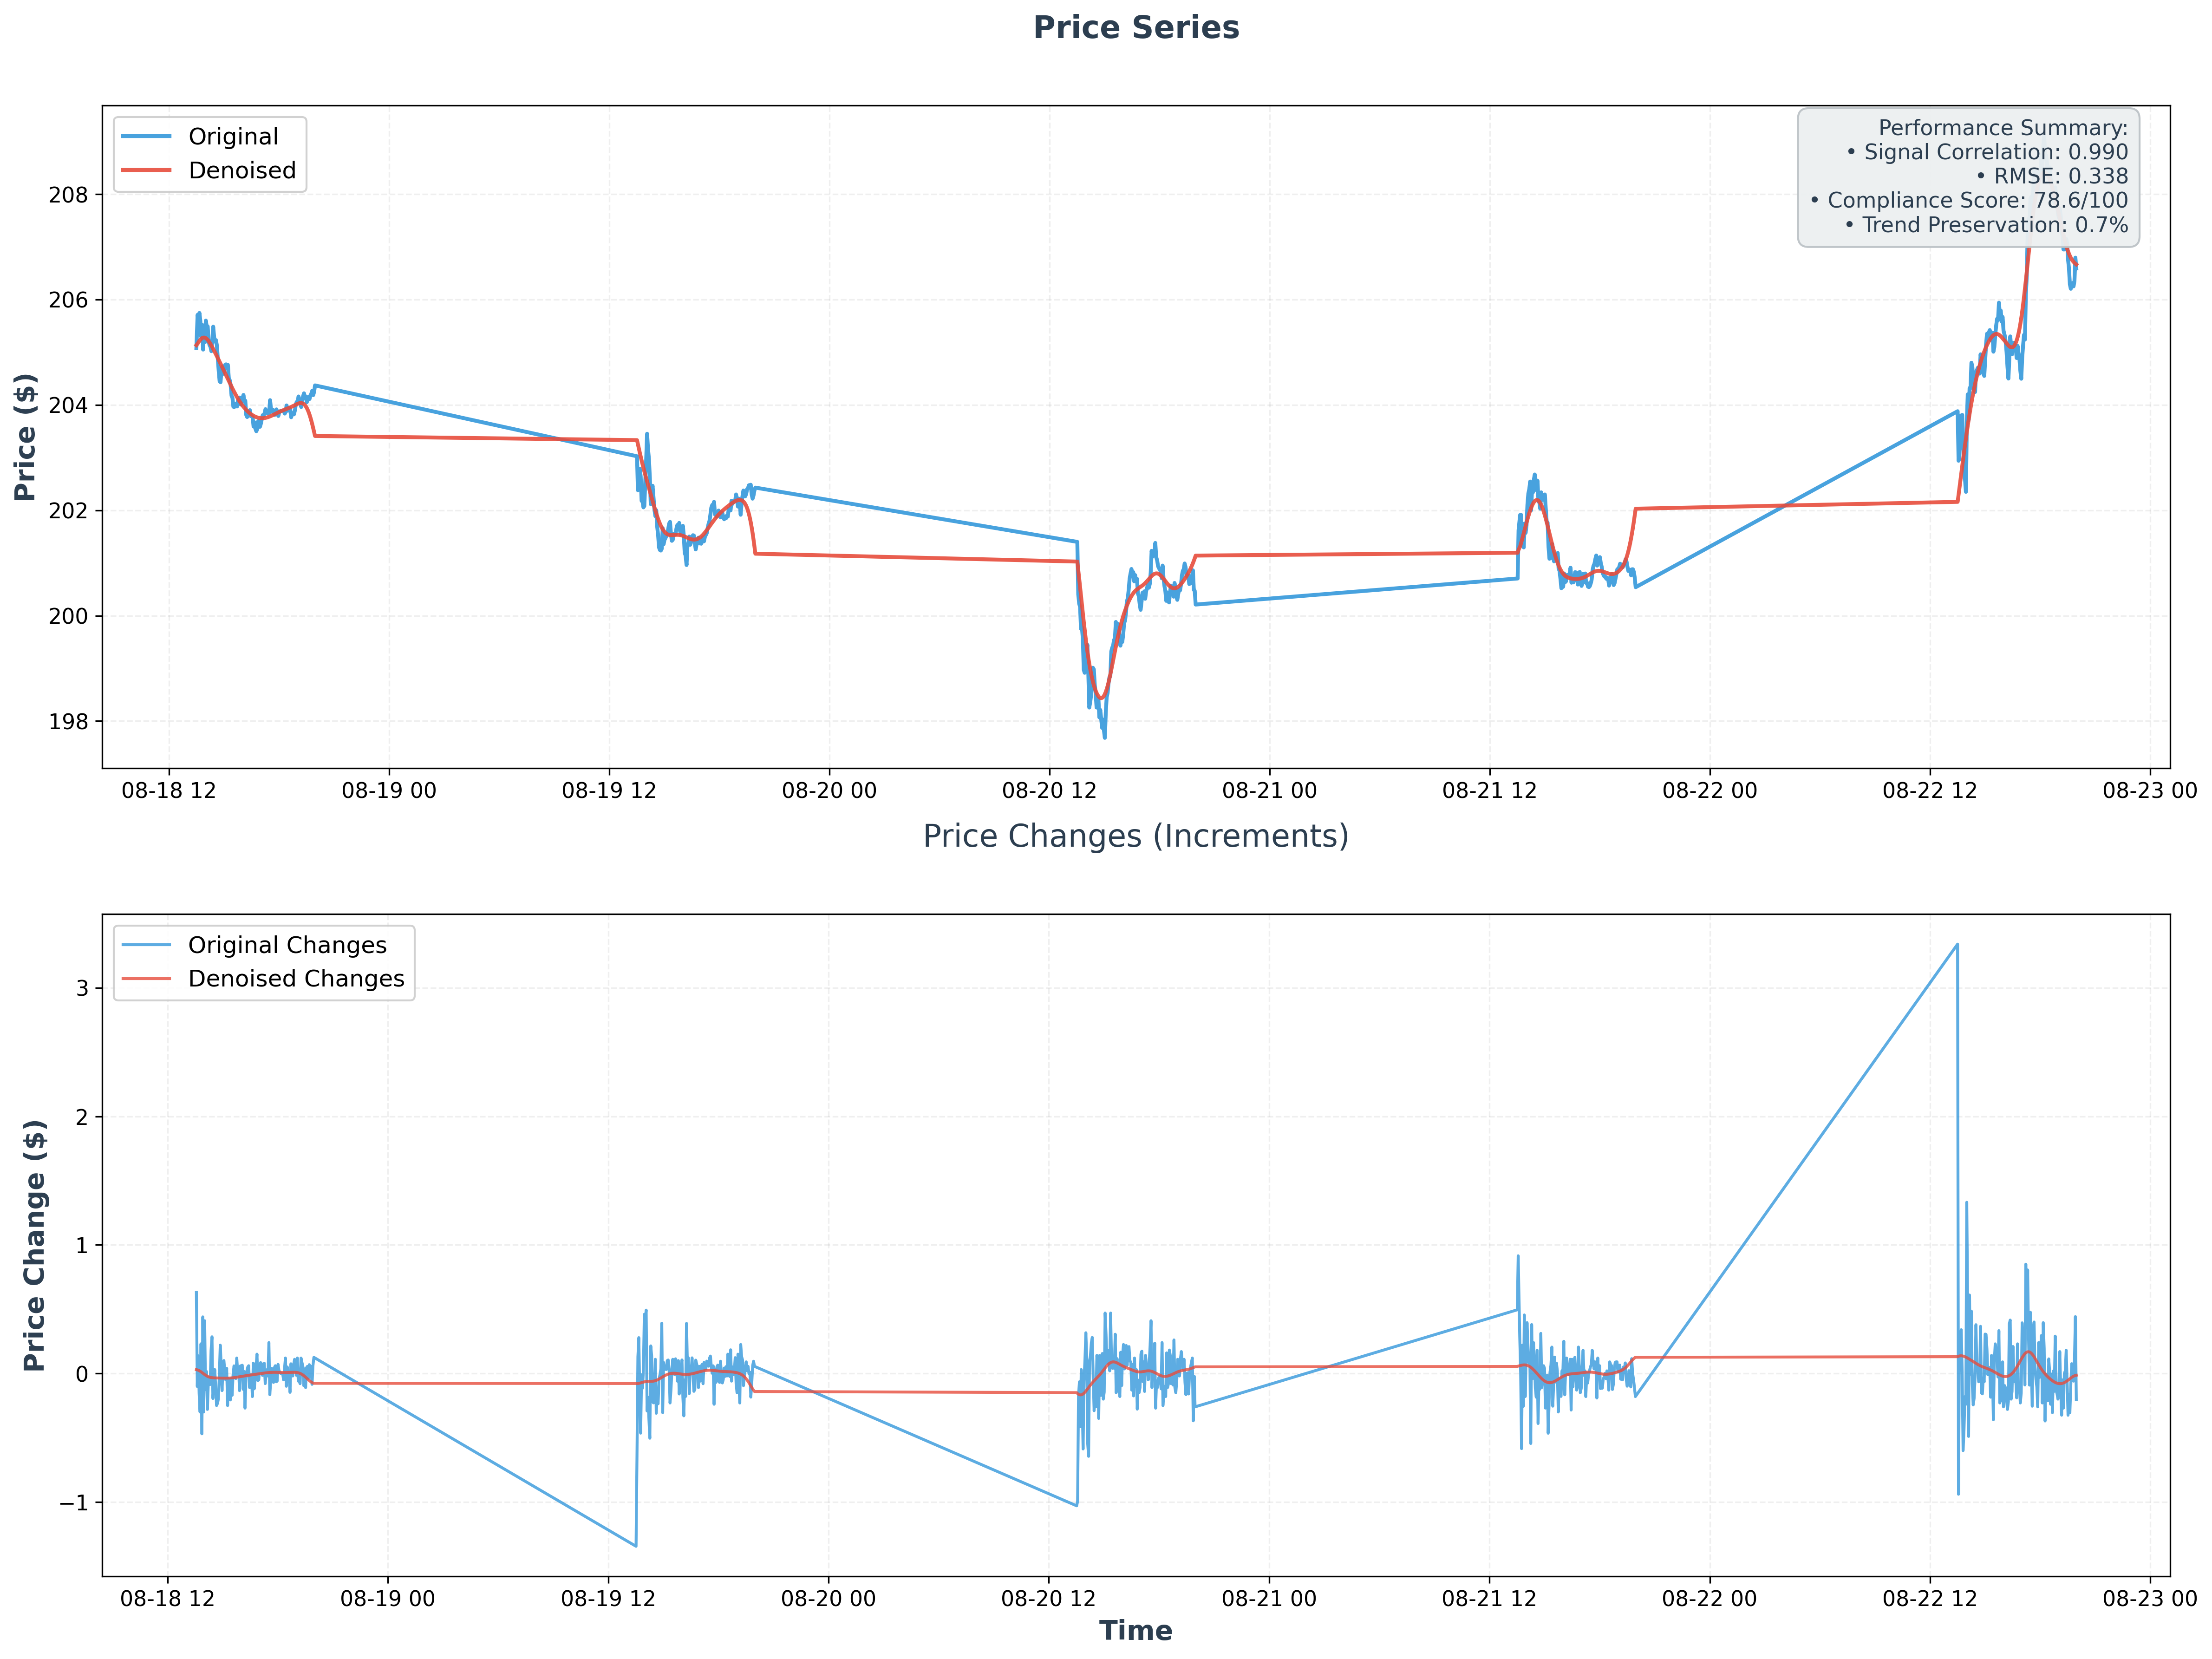 Price Series
Original
Denoised
Performance Summary:
• Signal Correlation: 0.990
• RMSE: 0.338
• Compliance Score: 78.6/100
• Trend Preservation: 0.7%
Price ($)
208
206
204
202
200
198
08-18 12
08-19 00
08-19 12
08-20 00
08-20 12
08-21 00
08-21 12
08-22 00
08-22 12
08-23 00
Price Changes (Increments)
Original Changes
Denoised Changes
Price Change ($)
3
2
1
0
−1
08-18 12
08-19 00
08-19 12
08-20 00
08-20 12
08-21 00
08-21 12
08-22 00
08-22 12
08-23 00
Time